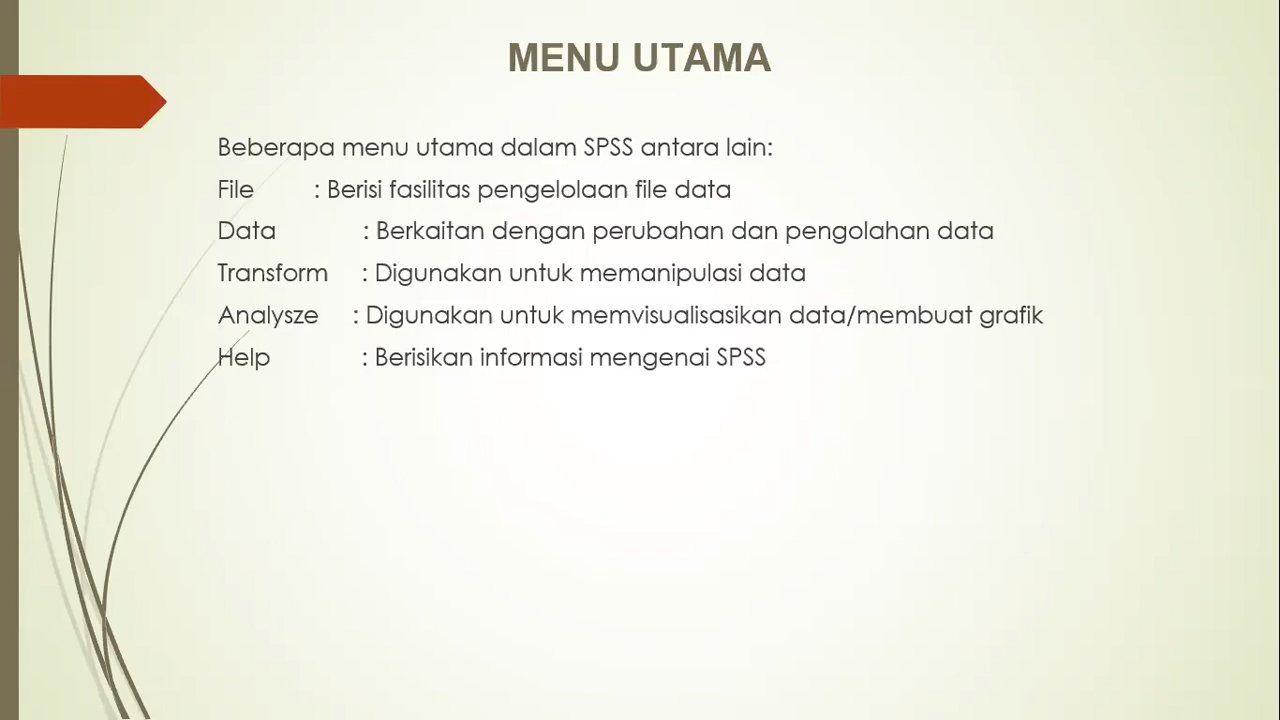 MENU UTAMA
Beberapa menu utama dalam SPSS antara lain:
File : Berisi fasilitas pengelolaan file data
Data : Berkaitan dengan perubahan dan pengolahan data
Transform : Digunakan untuk memanipulasi data
Analysze : Digunakan untuk memvisualisasikan data/membuat grafik
Help : Berisikan informasi mengenai SPSS